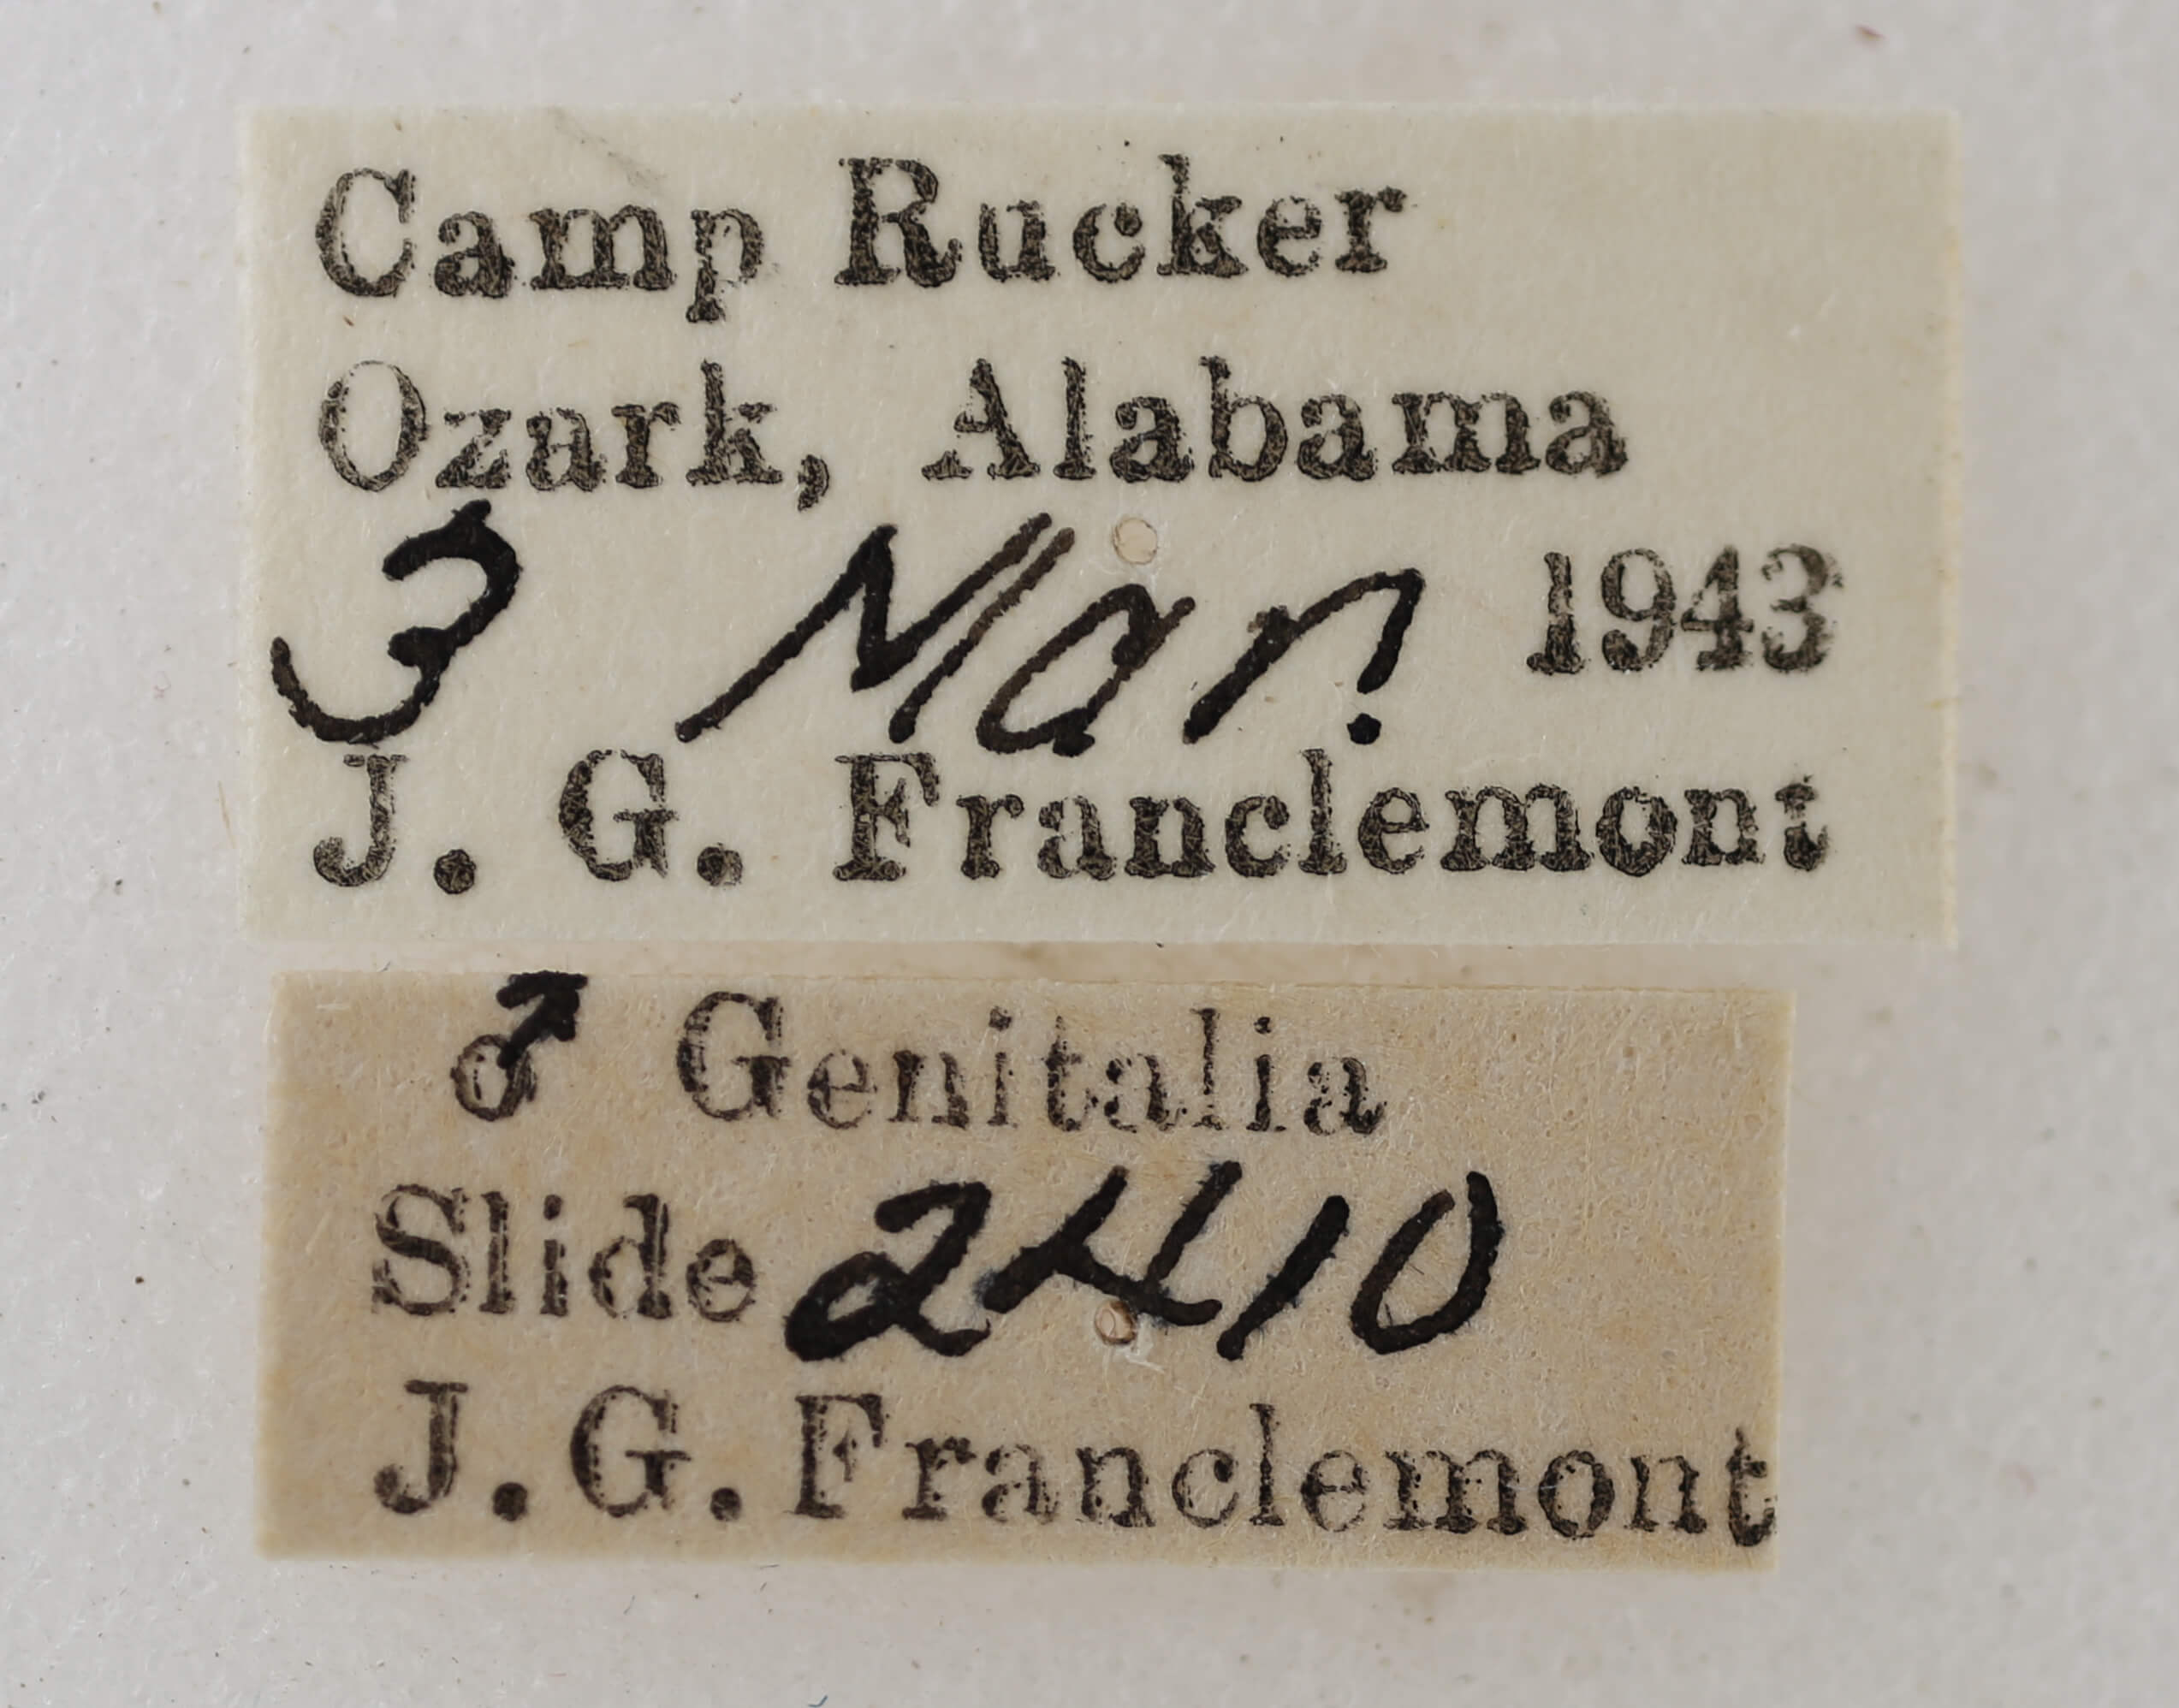 Camp Rucker
Ozark, Alabama
3 Mar. 1943
J. G. Franclemont
♂ Genitalia
Slide 2410
J. G. Franclemont